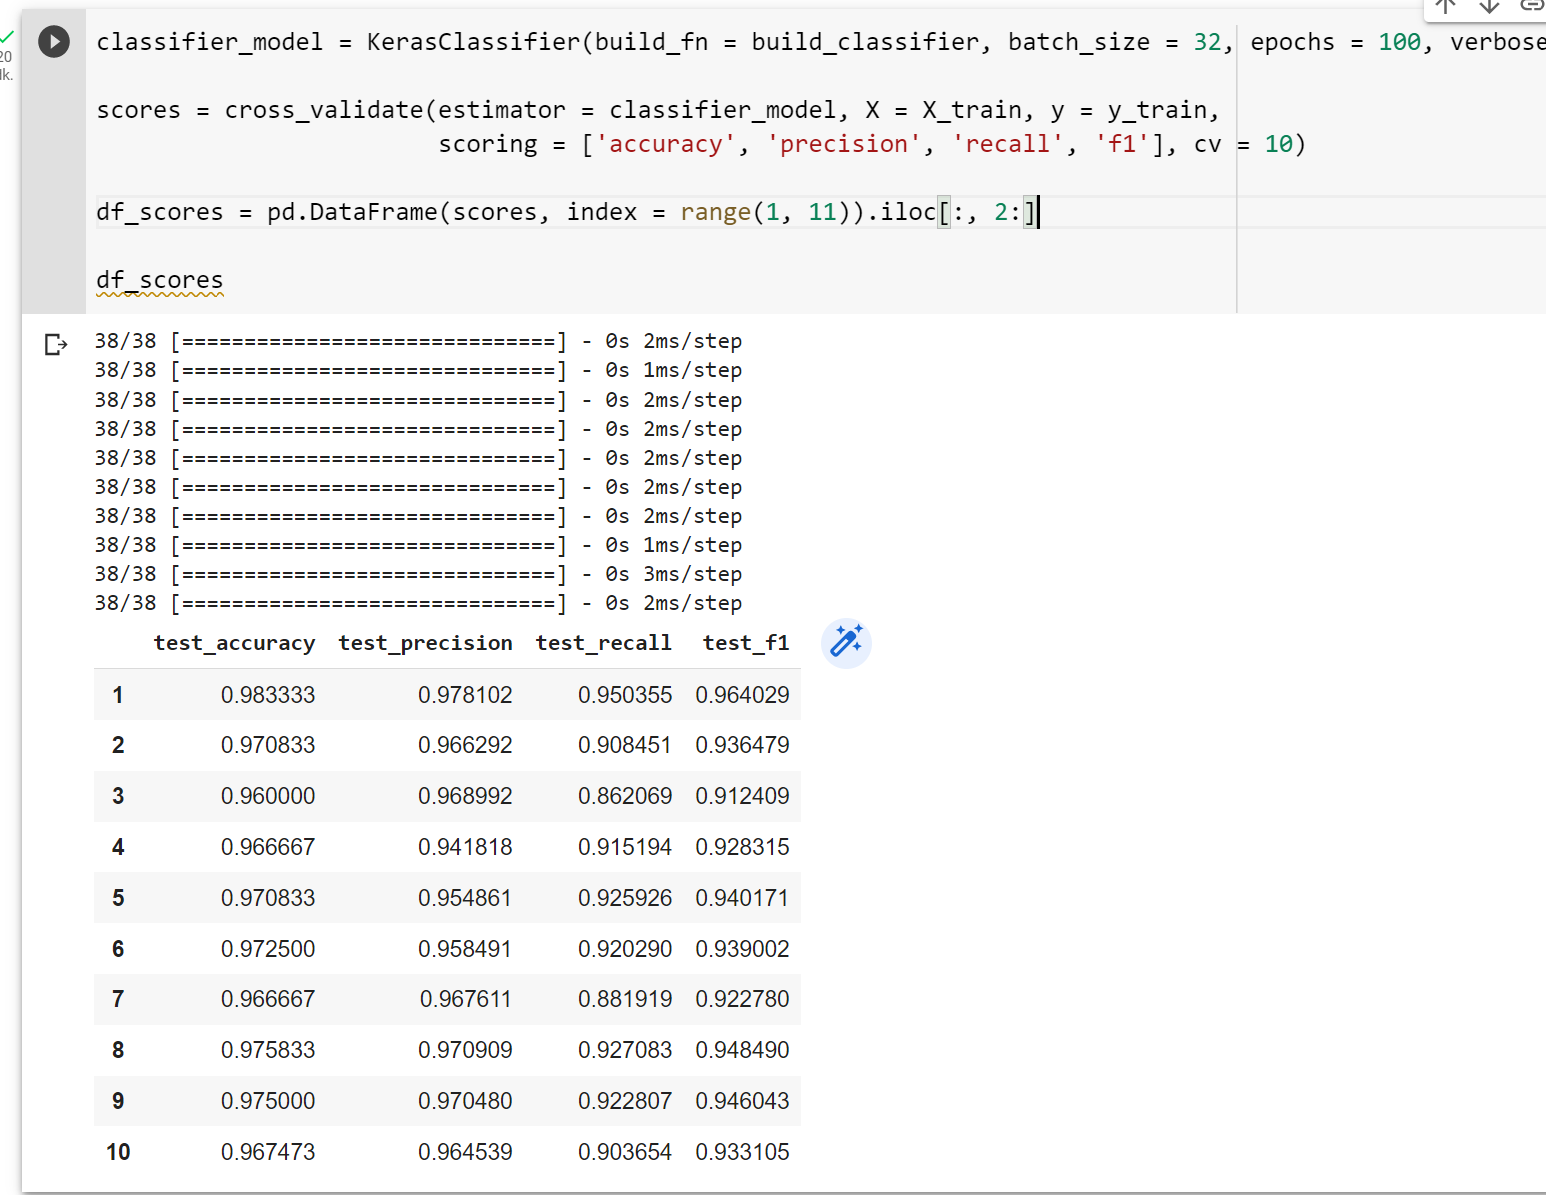 classifier_model = KerasClassifier(build_fn = build_classifier, batch_size = 32, epochs = 100, verbose
20
lk.
scores = cross_validate(estimator = classifier_model, X = X_train, y = y_train,
scoring = ['accuracy', 'precision', 'recall', 'f1'], cv = 10)
df_scores = pd.DataFrame(scores, index = range(1, 11)).iloc[:, 2:]
df_scores
38/38 [==============================] - 0s 2ms/step
38/38 [==============================] - 0s 1ms/step
38/38 [==============================] - 0s 2ms/step
38/38 [==============================] - 0s 2ms/step
38/38 [==============================] - 0s 2ms/step
38/38 [==============================] - 0s 2ms/step
38/38 [==============================] - 0s 2ms/step
38/38 [==============================] - 0s 1ms/step
38/38 [==============================] - 0s 3ms/step
38/38 [==============================] - 0s 2ms/step
test_accuracy test_precision test_recall test_f1
1 0.983333 0.978102 0.950355 0.964029
2 0.970833 0.966292 0.908451 0.936479
3 0.960000 0.968992 0.862069 0.912409
4 0.966667 0.941818 0.915194 0.928315
5 0.970833 0.954861 0.925926 0.940171
6 0.972500 0.958491 0.920290 0.939002
7 0.966667 0.967611 0.881919 0.922780
8 0.975833 0.970909 0.927083 0.948490
9 0.975000 0.970480 0.922807 0.946043
10 0.967473 0.964539 0.903654 0.933105